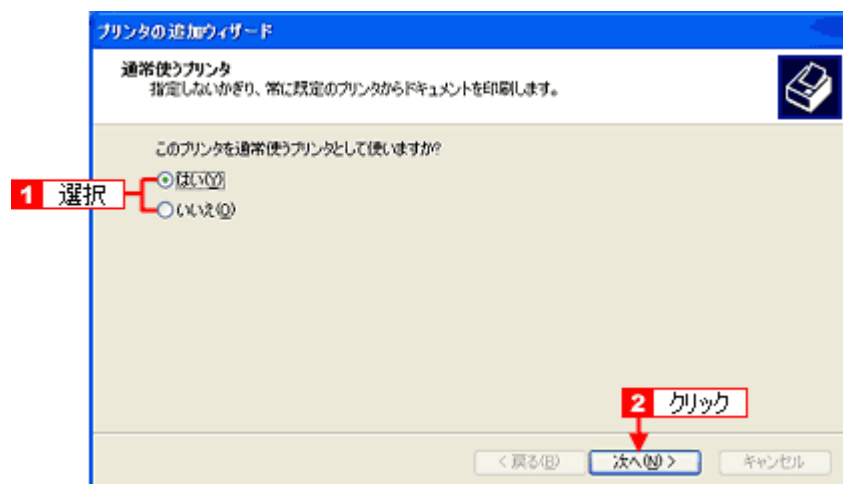 プリンタの追加ウィザード
通常使うプリンタ
指定しないかぎり、常に既定のプリンタからドキュメントを印刷します。
このプリンタを通常使うプリンタとして使いますか?
1 選択
はい(Y)
いいえ(O)
2 クリック
< 戻る(B)
次へ(N) >
キャンセル